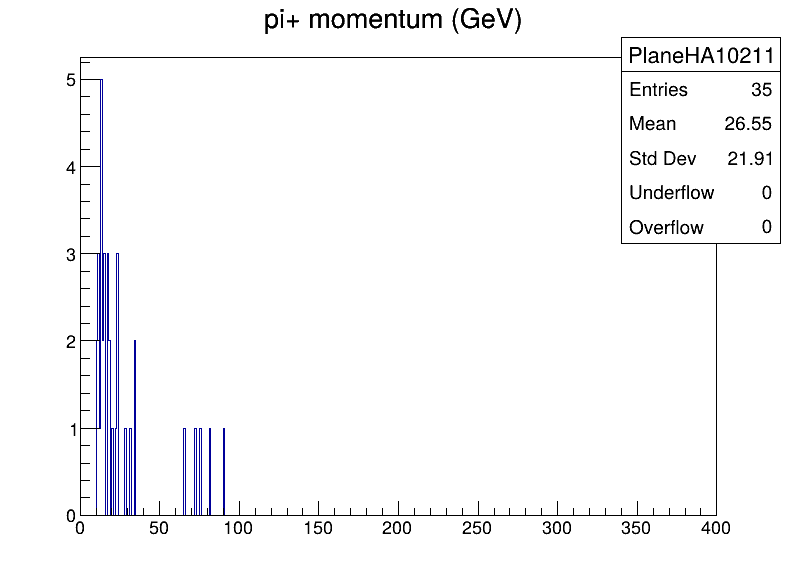 pi+ momentum (GeV)
PlaneHA10211
Entries 35
Mean 26.55
Std Dev 21.91
Underflow 0
Overflow 0
5
4
3
2
1
0
0 50 100 150 200 250 300 350 400